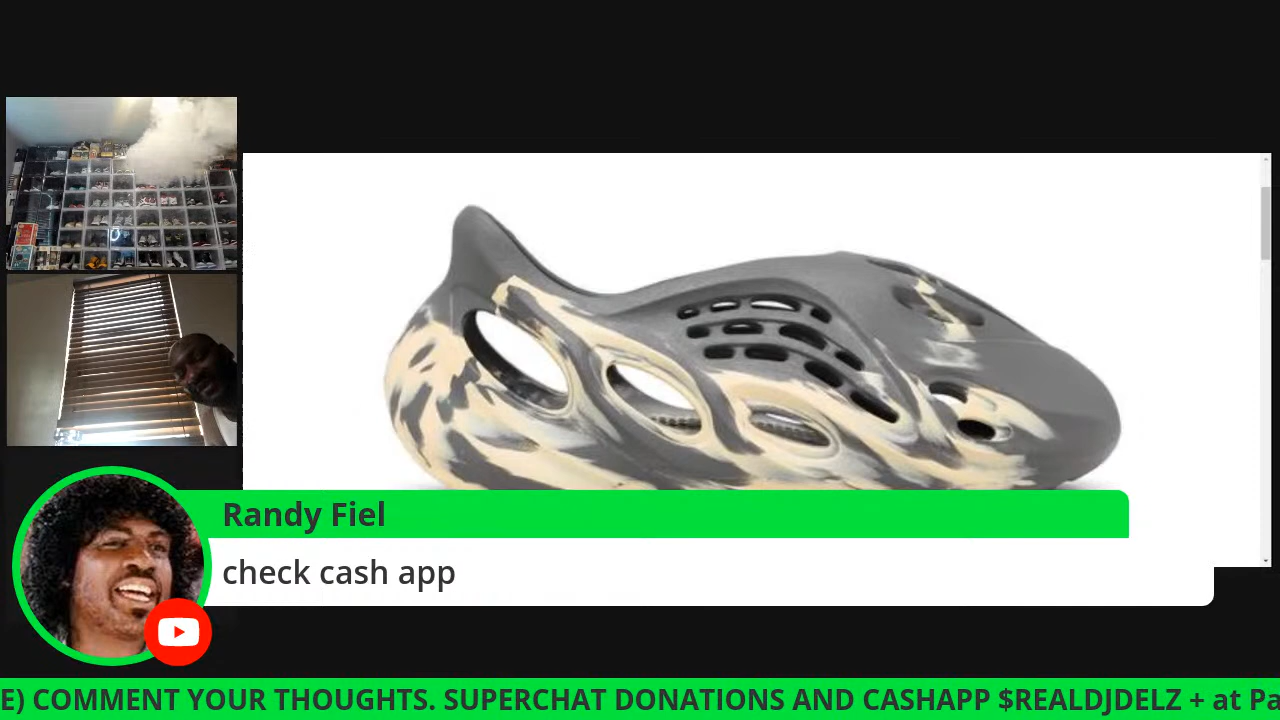 Randy Fiel
check cash app
E) COMMENT YOUR THOUGHTS. SUPERCHAT DONATIONS AND CASHAPP $REALDJDELZ + at Pa